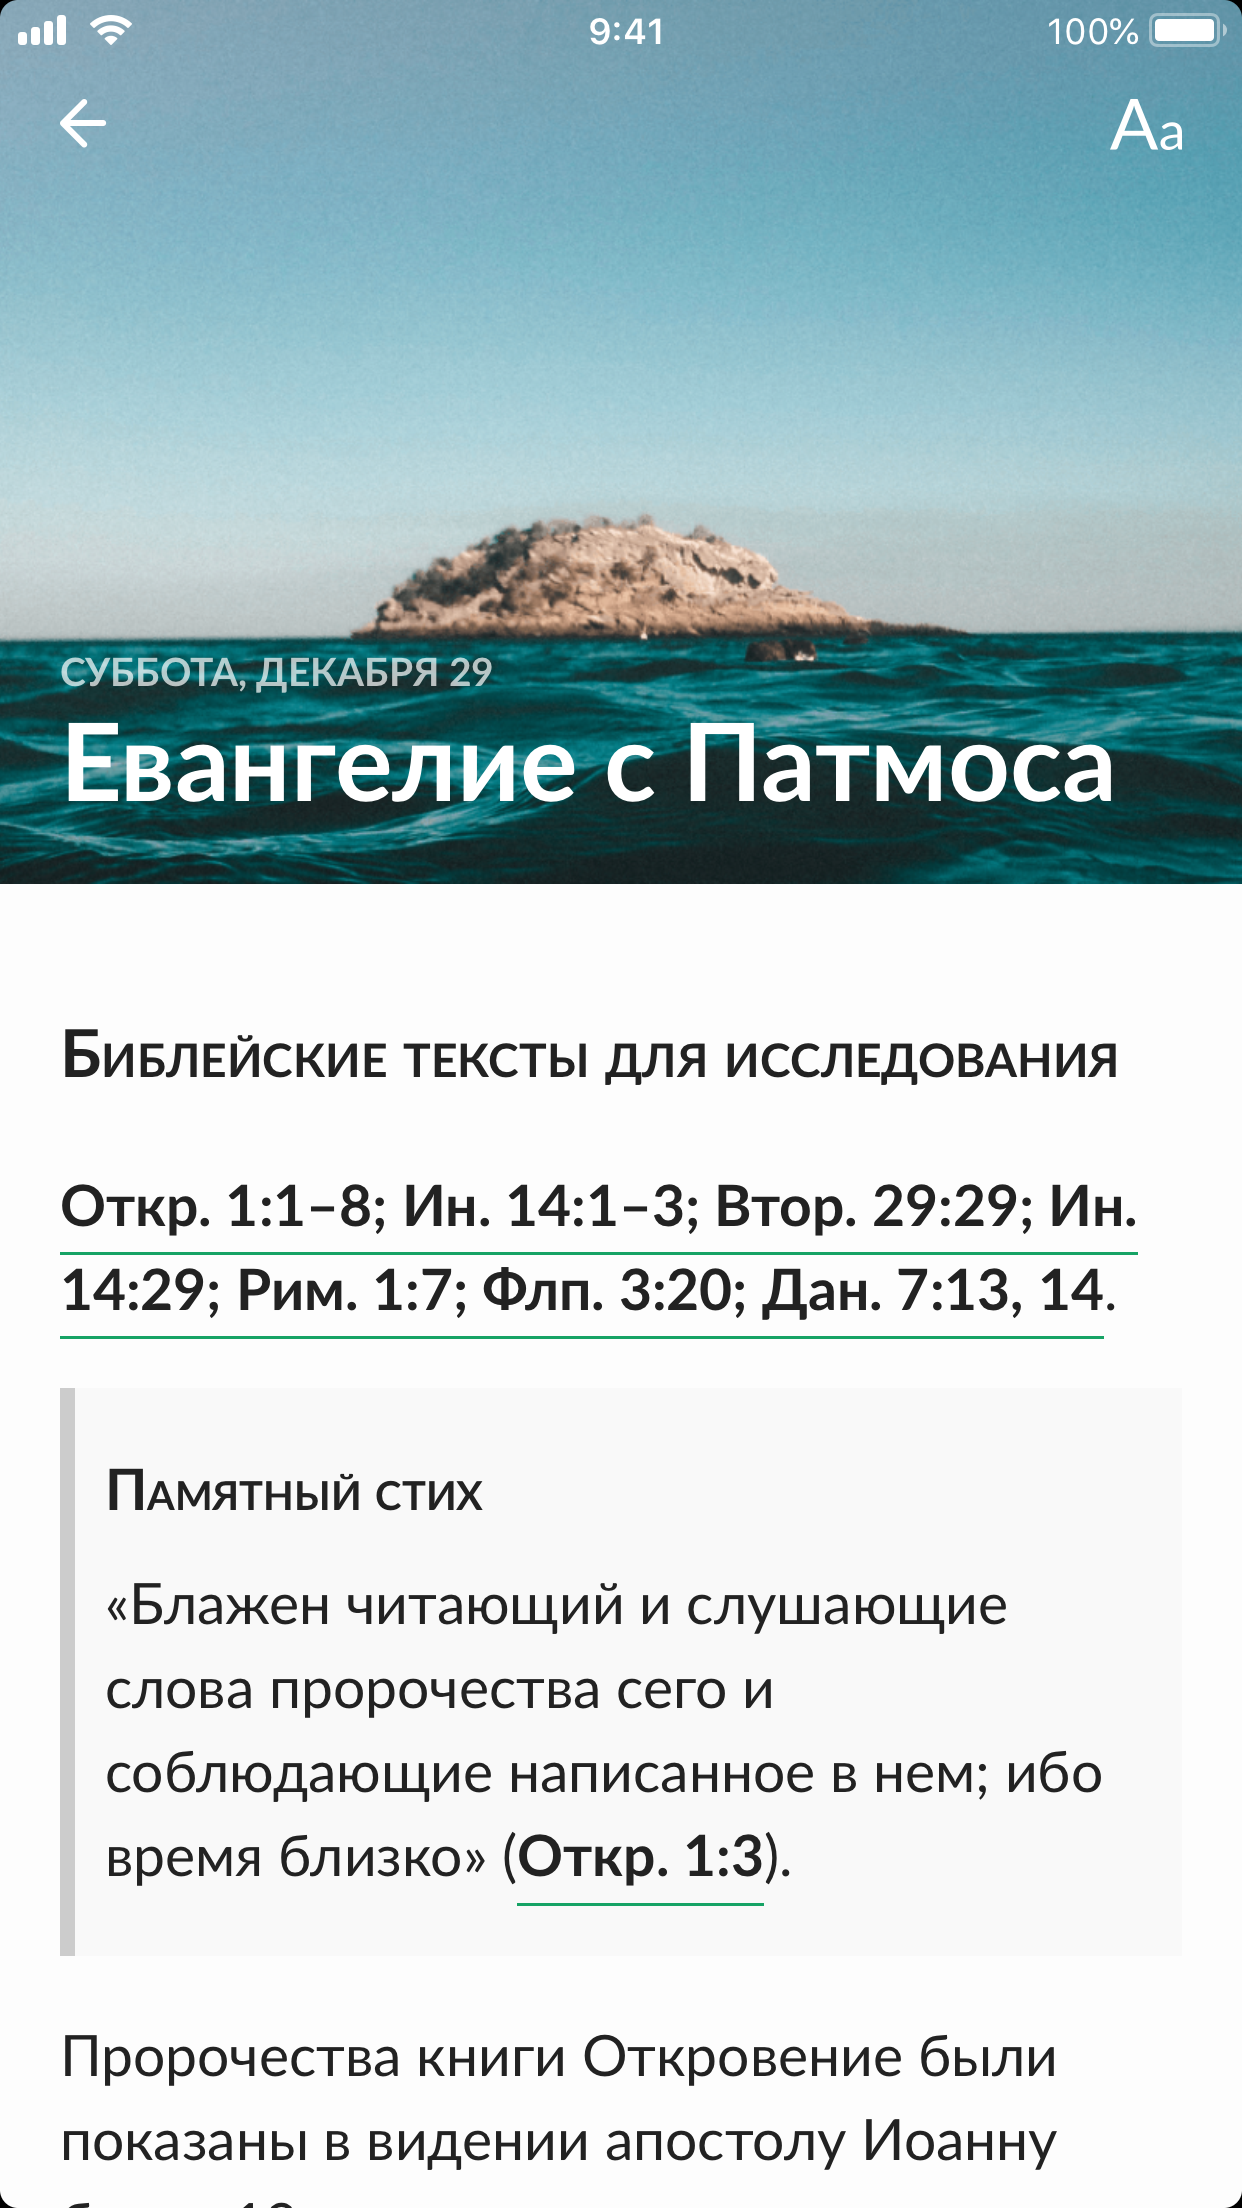 9:41
100%
Aa
СУББОТА, ДЕКАБРЯ 29
Евангелие с Патмоса
Библейские тексты для исследования
Откр. 1:1–8; Ин. 14:1–3; Втор. 29:29; Ин.
14:29; Рим. 1:7; Флп. 3:20; Дан. 7:13, 14.
Памятный стих
«Блажен читающий и слушающие
слова пророчества сего и
соблюдающие написанное в нем; ибо
время близко» (Откр. 1:3).
Пророчества книги Откровение были
показаны в видении апостолу Иоанну